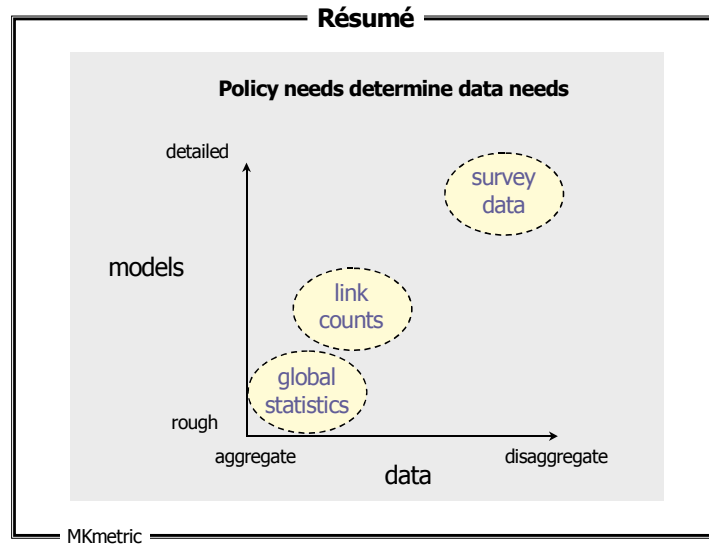 Résumé
Policy needs determine data needs
detailed
survey
data
models
link
counts
global
statistics
rough
aggregate
disaggregate
data
MKmetric